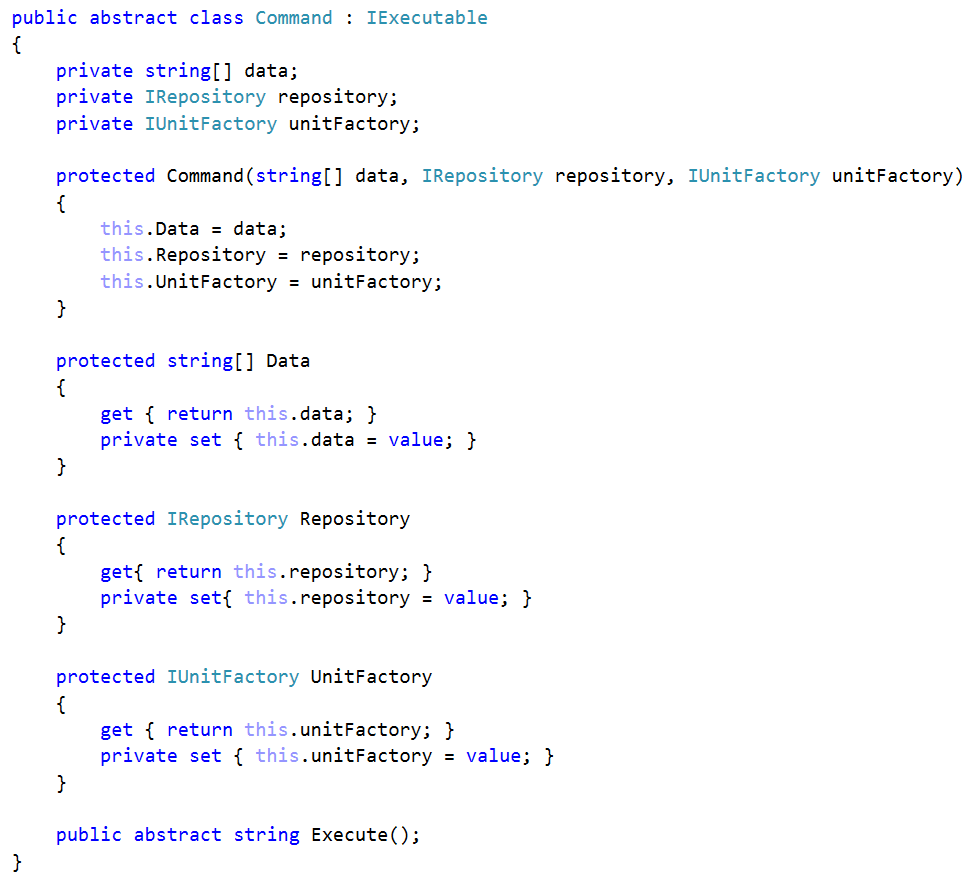 public abstract class Command : IExecutable
{
    private string[] data;
    private IRepository repository;
    private IUnitFactory unitFactory;

    protected Command(string[] data, IRepository repository, IUnitFactory unitFactory)
    {
        this.Data = data;
        this.Repository = repository;
        this.UnitFactory = unitFactory;
    }

    protected string[] Data
    {
        get { return this.data; }
        private set { this.data = value; }
    }

    protected IRepository Repository
    {
        get{ return this.repository; }
        private set{ this.repository = value; }
    }

    protected IUnitFactory UnitFactory
    {
        get { return this.unitFactory; }
        private set { this.unitFactory = value; }
    }

    public abstract string Execute();
}